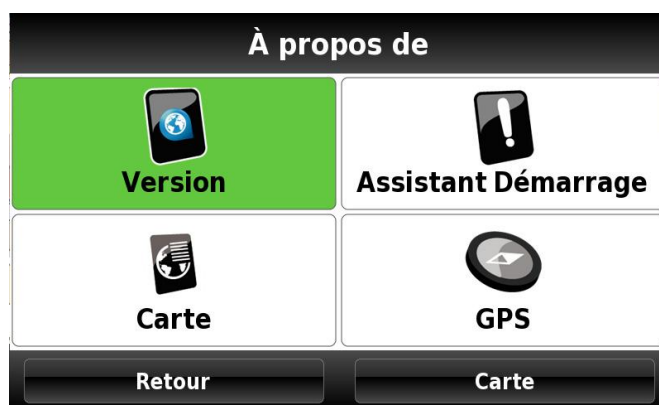 À propos de
Version
Assistant Démarrage
Carte
GPS
Retour
Carte